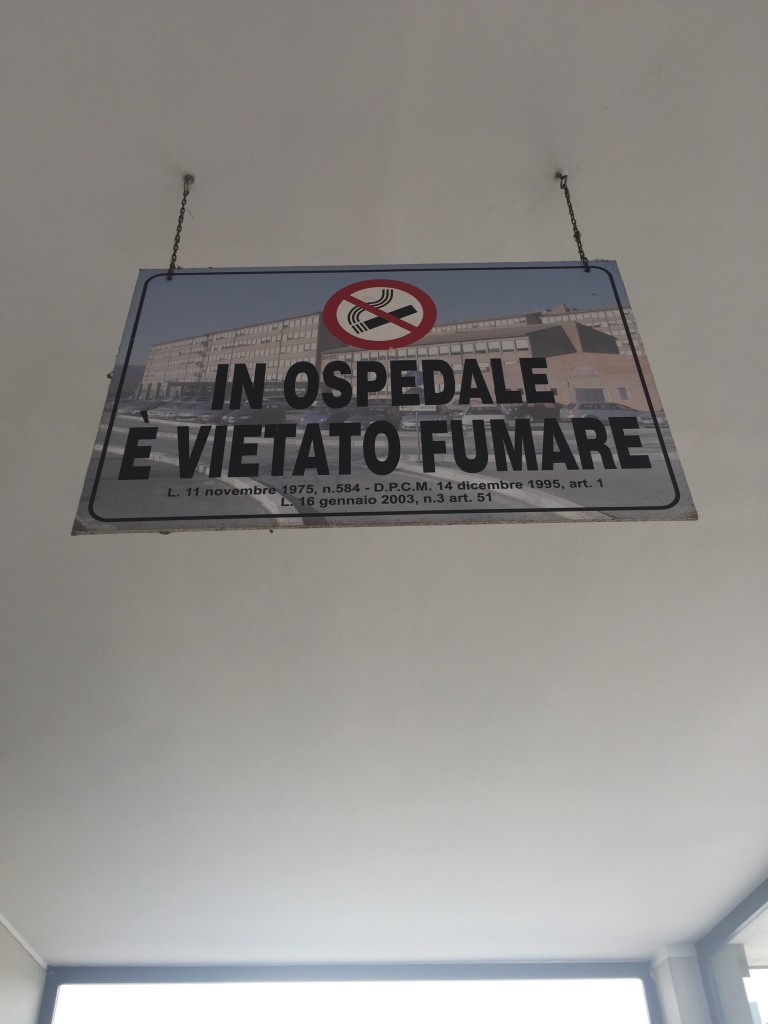 IN OSPEDALE
È VIETATO FUMARE
L. 11 novembre 1975, n.584 - D.P.C.M. 14 dicembre 1995, art. 1
L. 16 gennaio 2003, n.3 art. 51